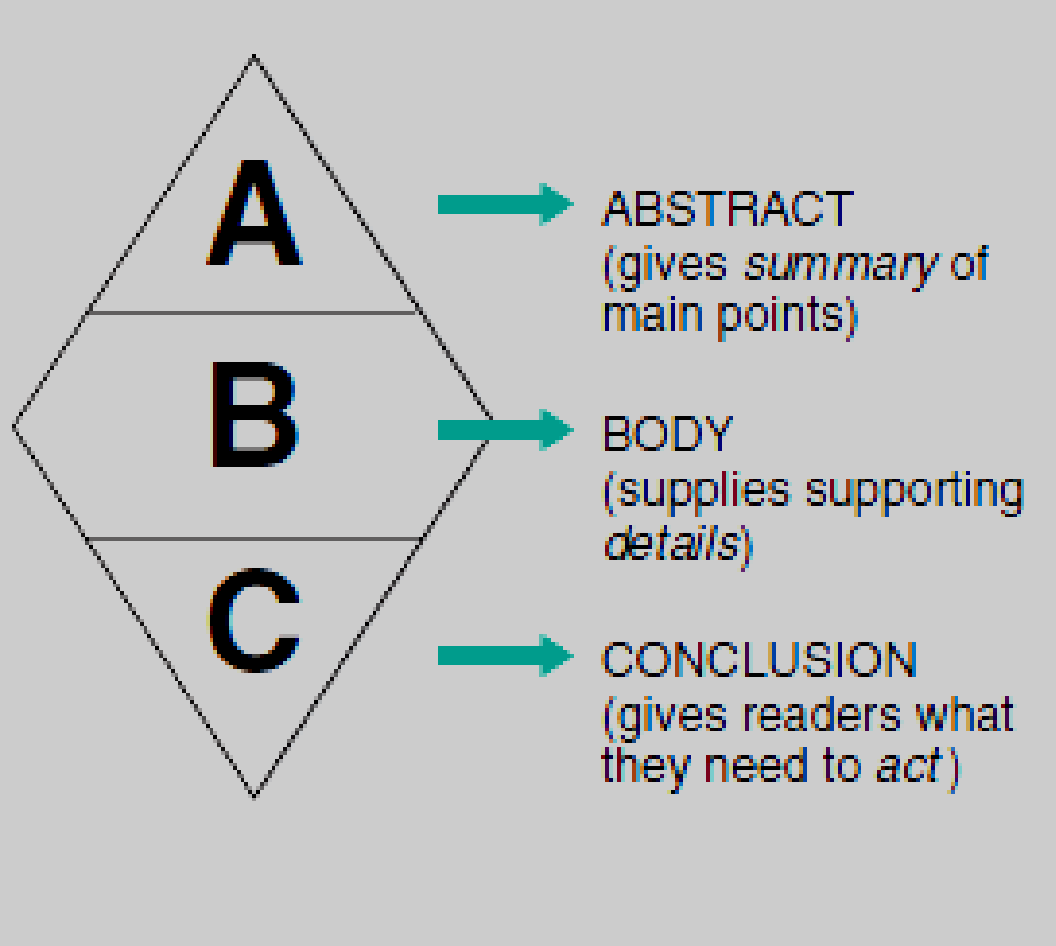 A
ABSTRACT
(gives summary of
main points)
B
BODY
(supplies supporting
details)
C
CONCLUSION
(gives readers what
they need to act)